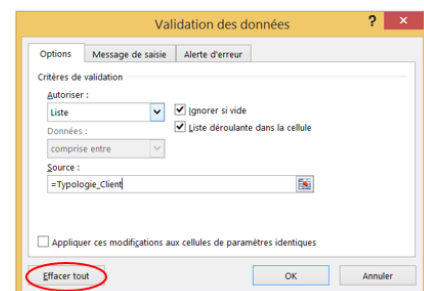 Validation des données
? ×
Options Message de saisie Alerte d'erreur
Critères de validation
Autoriser :
Liste
Ignorer si vide
Données :
Liste déroulante dans la cellule
comprise entre
Source :
=Typologie_Client
Appliquer ces modifications aux cellules de paramètres identiques
Effacer tout OK Annuler